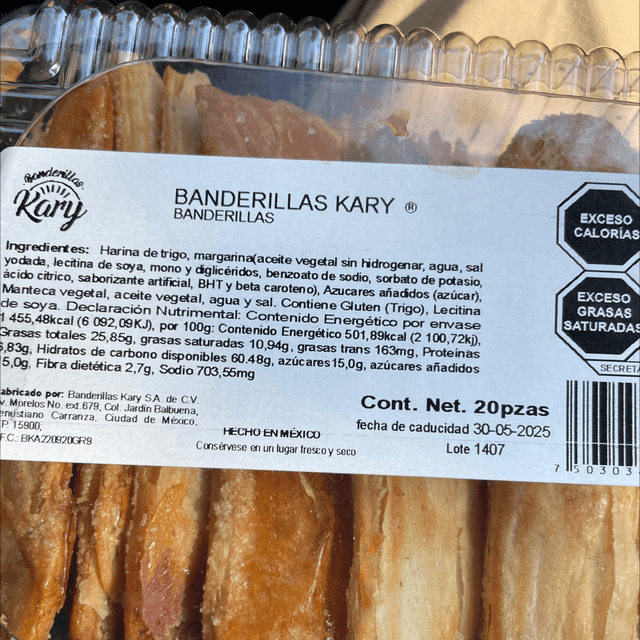 Banderillas
Kary
BANDERILLAS KARY ®
BANDERILLAS
EXCESO
CALORÍAS
EXCESO
GRASAS
SATURADAS
SECRET
Ingredientes: Harina de trigo, margarina(aceite vegetal sin hidrogenar, agua, sal
yodada, lecitina de soya, mono y diglicéridos, benzoato de sodio, sorbato de potasio,
ácido citrico, saborizante artificial, BHT y beta caroteno), Azucares añadidos (azúcar),
Manteca vegetal, aceite vegetal, agua y sal. Contiene Gluten (Trigo), Lecitina
de soya. Declaración Nutrimental: Contenido Energético por envase
1 455,48kcal (6 092,09KJ), por 100g: Contenido Energético 501,89kcal (2 100,72kj),
Grasas totales 25,85g, grasas saturadas 10,94g, grasas trans 163mg, Proteínas
6,83g, Hidratos de carbono disponibles 60.48g, azúcares15,0g, azúcares añadidos
5,0g, Fibra dietética 2,7g, Sodio 703,55mg
abricado por: Banderillas Kary S.A. de C.V.
v. Morelos No. ext.679, Col. Jardín Balbuena,
enustiano Carranza, Ciudad de México,
P. 15900,
F.C.: BKA220920GR9
HECHO EN MÉXICO
Consérvese en un lugar fresco y seco
Cont. Net. 20pzas
fecha de caducidad 30-05-2025
Lote 1407
7 50303